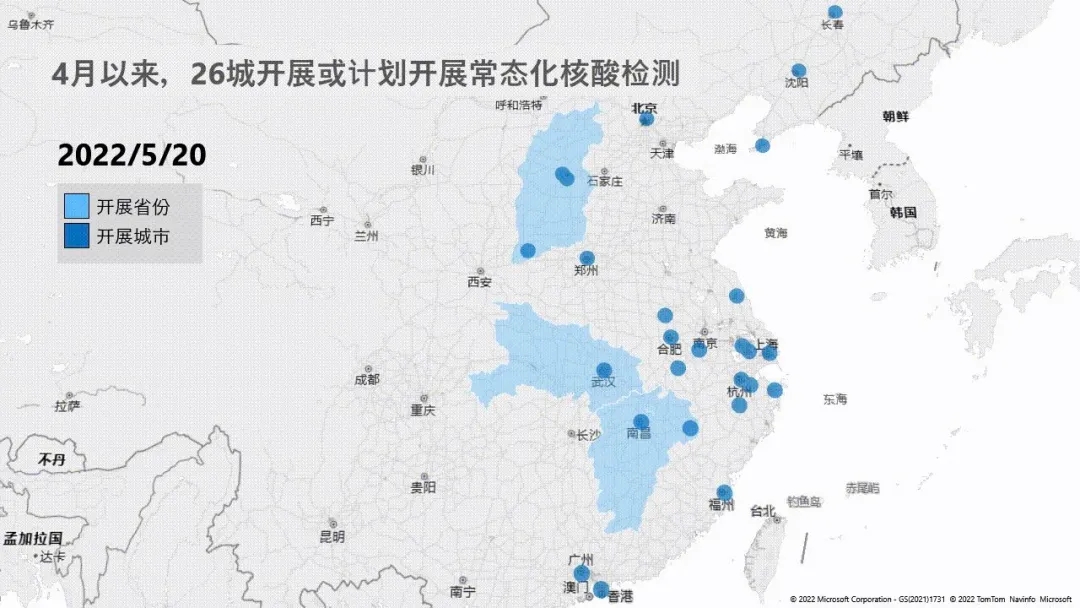 乌鲁木齐
长春
4月以来，26城开展或计划开展常态化核酸检测
沈阳
呼和浩特
北京
朝鲜
2022/5/20
天津
渤海
平壤
银川
石家庄
开展省份
首尔
韩国
西宁
济南
兰州
开展城市
黄海
郑州
西安
南京
上海
合肥
成都
武汉
杭州
拉萨
重庆
东海
长沙
南昌
不丹
贵阳
赤尾屿
钓鱼岛
福州
台北
昆明
孟加拉国
达卡
广州
南宁
澳门
香港
© 2022 Microsoft Corporation - GS(2021)1731 © 2022 TomTom Navinfo Microsoft